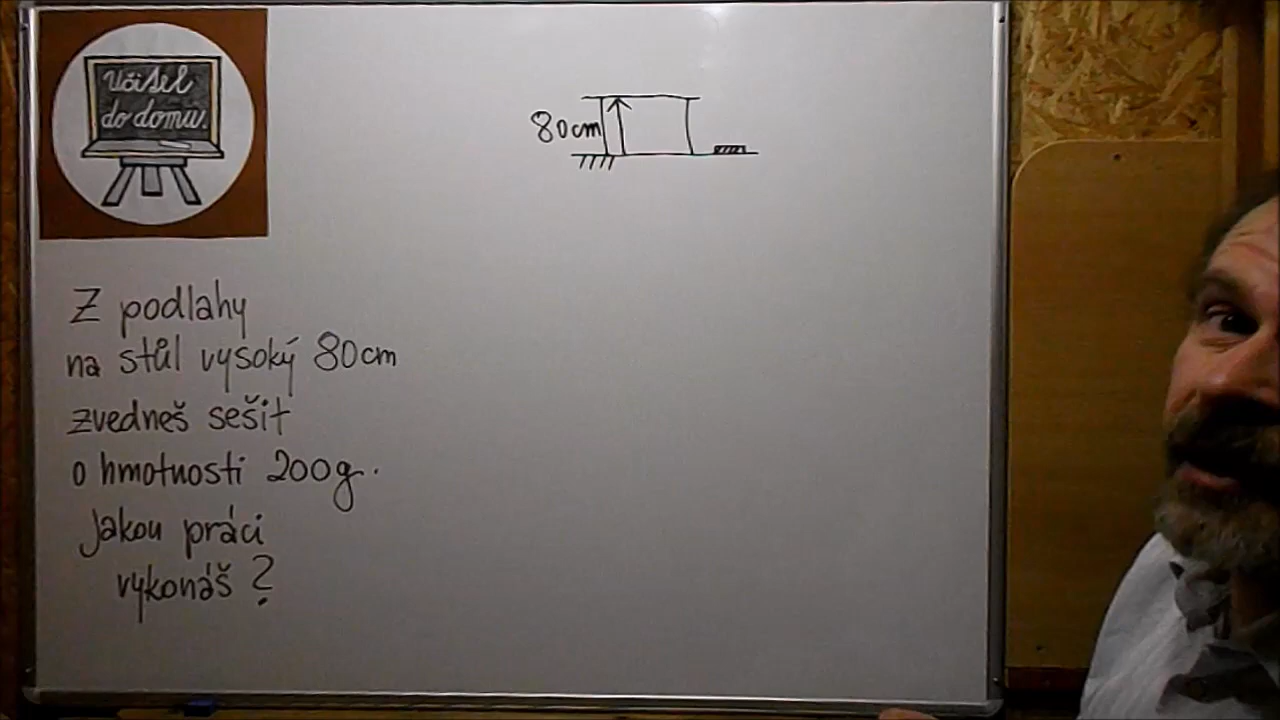 Učitel
do domu.
80cm
Z podlahy
na stůl vysoký 80cm
zvedneš sešit
o hmotnosti 200g.
Jakou práci
vykonáš?